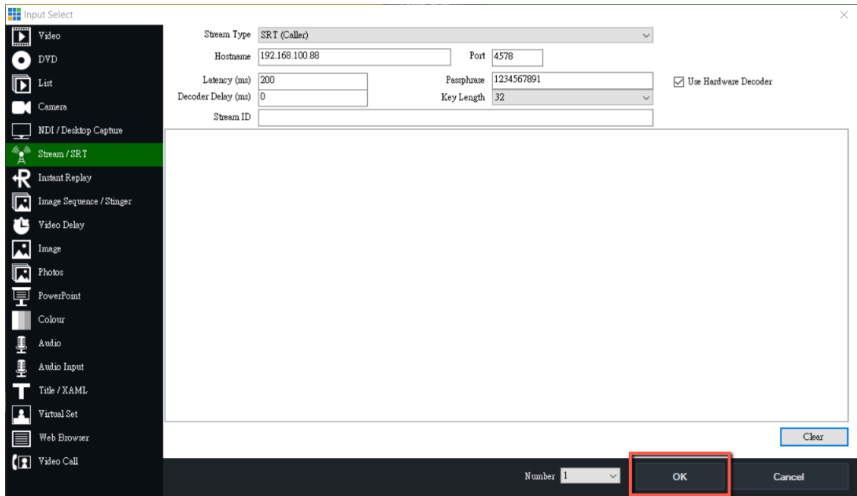 Input Select
Video
DVD
List
Camera
NDI / Desktop Capture
Stream / SRT
Instant Replay
Image Sequence / Stinger
Video Delay
Image
Photos
PowerPoint
Colour
Audio
Audio Input
Title / XAML
Virtual Set
Web Browser
Video Call
Stream Type SRT (Caller)
Hostname 192.168.100.88 Port 4578
Latency (ms) 200 Passphrase 1234567891 Use Hardware Decoder
Decoder Delay (ms) 0 Key Length 32
Stream ID
Clear
Number 1 OK Cancel